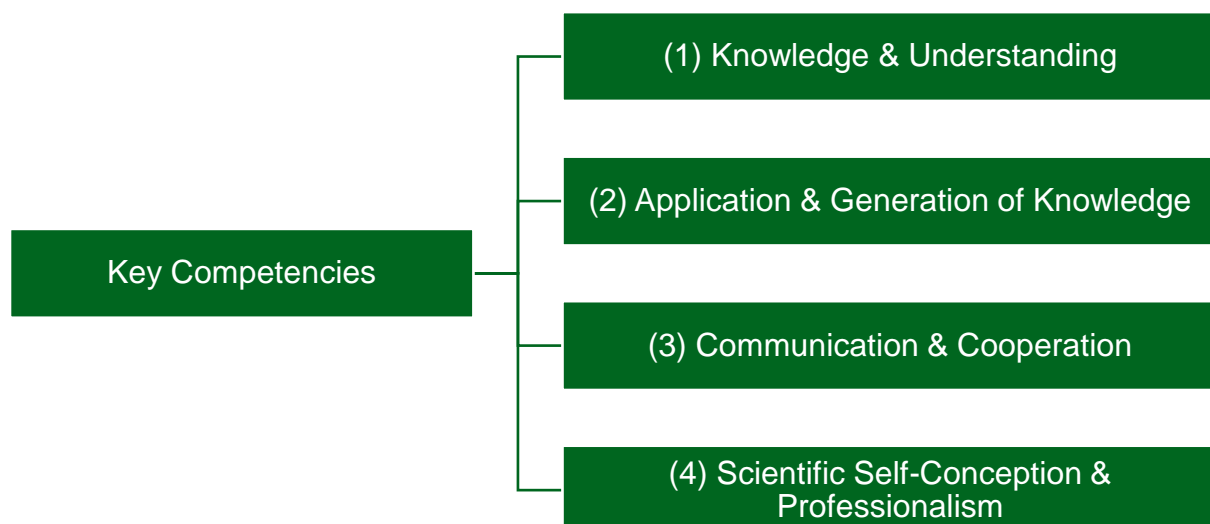 (1) Knowledge & Understanding
(2) Application & Generation of Knowledge
Key Competencies
(3) Communication & Cooperation
(4) Scientific Self-Conception &
Professionalism